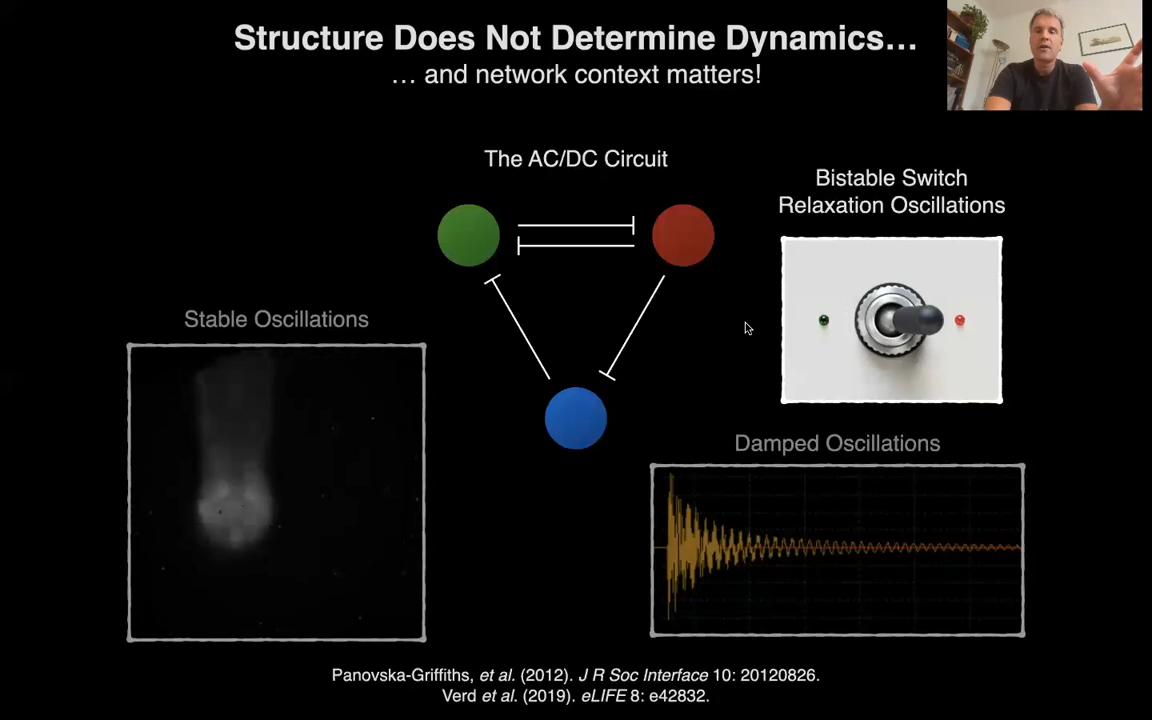 Structure Does Not Determine Dynamics…
… and network context matters!
The AC/DC Circuit
Bistable Switch
Relaxation Oscillations
Stable Oscillations
Damped Oscillations
Panovska-Griffiths, et al. (2012). J R Soc Interface 10: 20120826.
Verd et al. (2019). eLIFE 8: e42832.